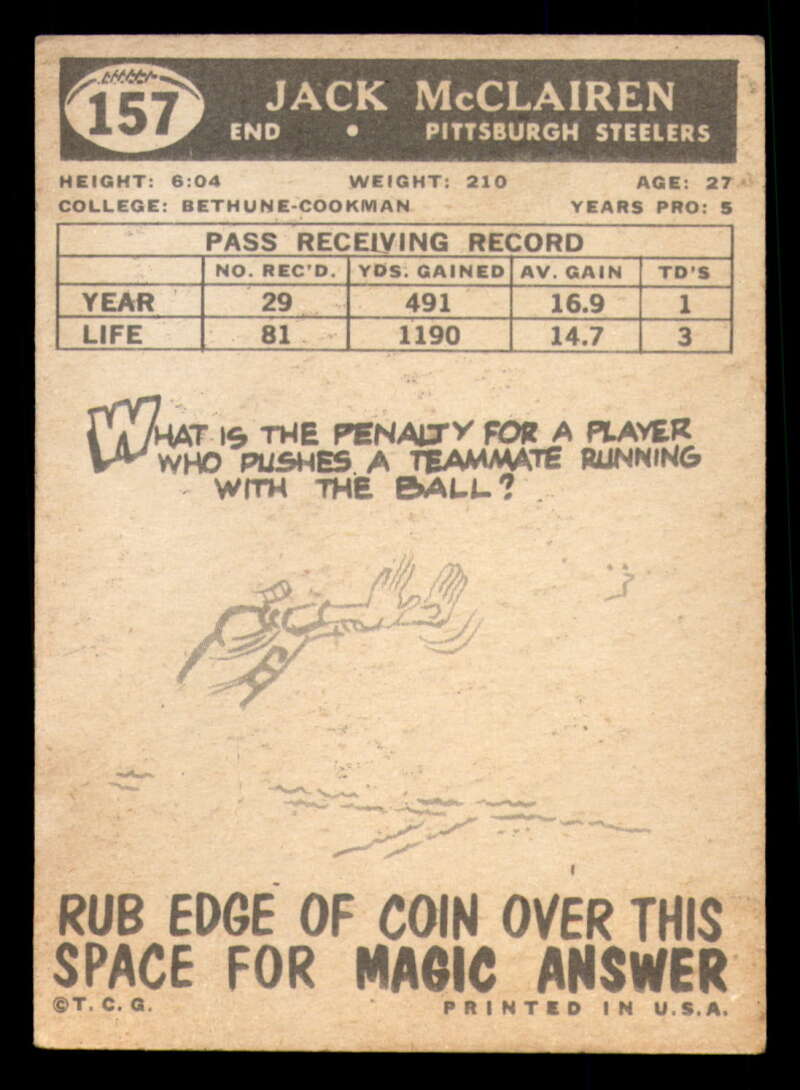 157
JACK McCLAIREN
END • PITTSBURGH STEELERS
HEIGHT: 6:04 WEIGHT: 210 AGE: 27
COLLEGE: BETHUNE-COOKMAN YEARS PRO: 5
PASS RECEIVING RECORD
NO. REC'D. YDS. GAINED AV. GAIN TD'S
YEAR 29 491 16.9 1
LIFE 81 1190 14.7 3
WHAT IS THE PENALTY FOR A PLAYER
WHO PUSHES A TEAMMATE RUNNING
WITH THE BALL?
RUB EDGE OF COIN OVER THIS
SPACE FOR MAGIC ANSWER
©T.C.G. PRINTED IN U.S.A.